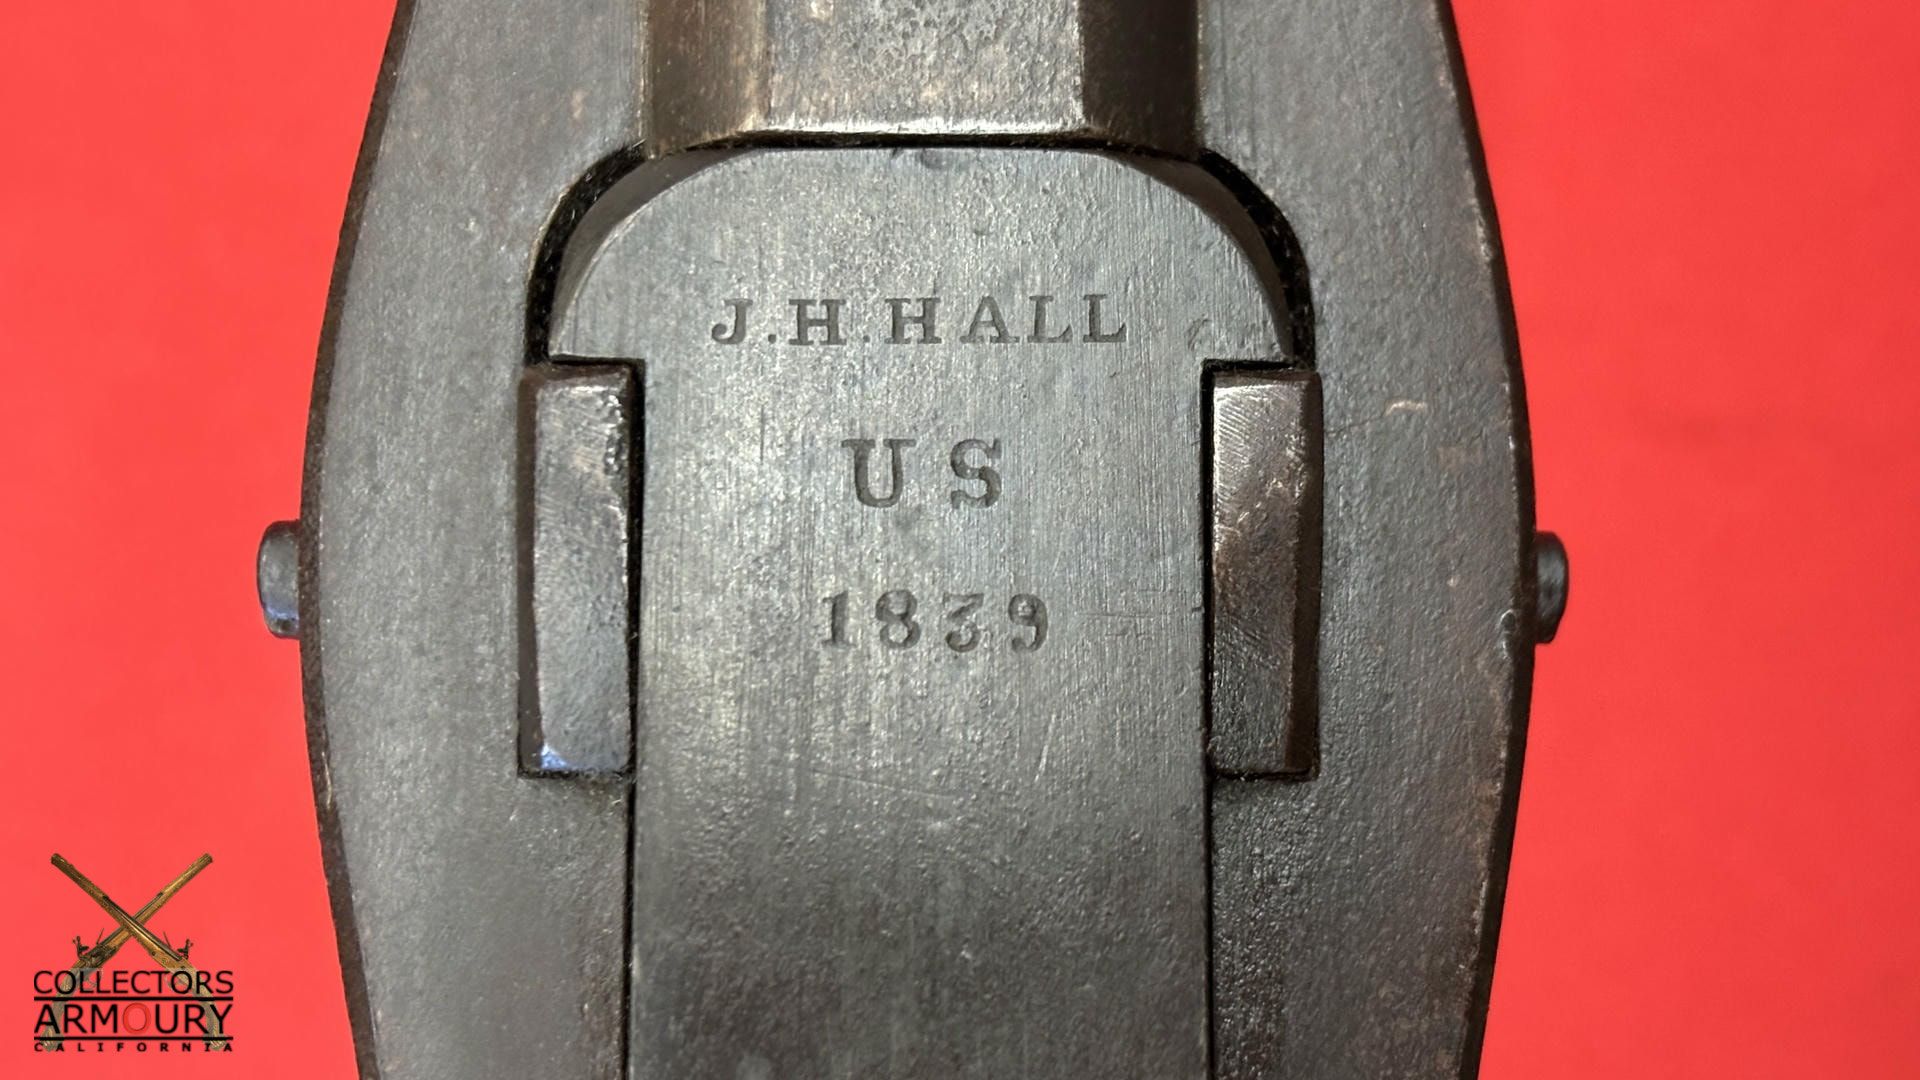 J.H.HALL
US
1839
COLLECTORS
ARMOURY
CALIFORNIA